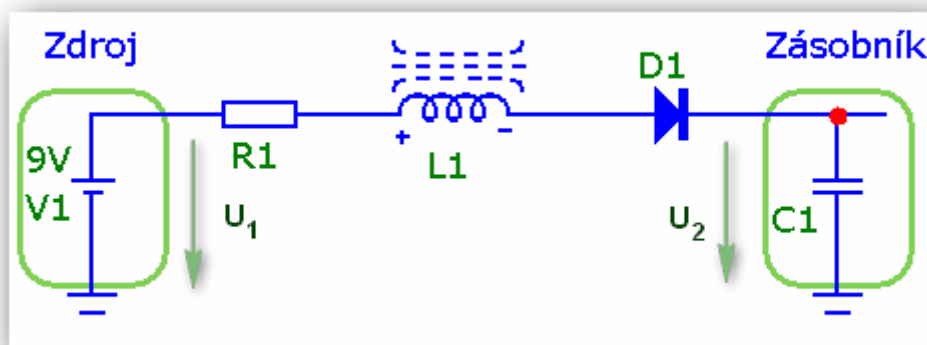 Zdroj
Zásobník
D1
9V
V1
R1
+ -
L1
U₁
U₂
C1